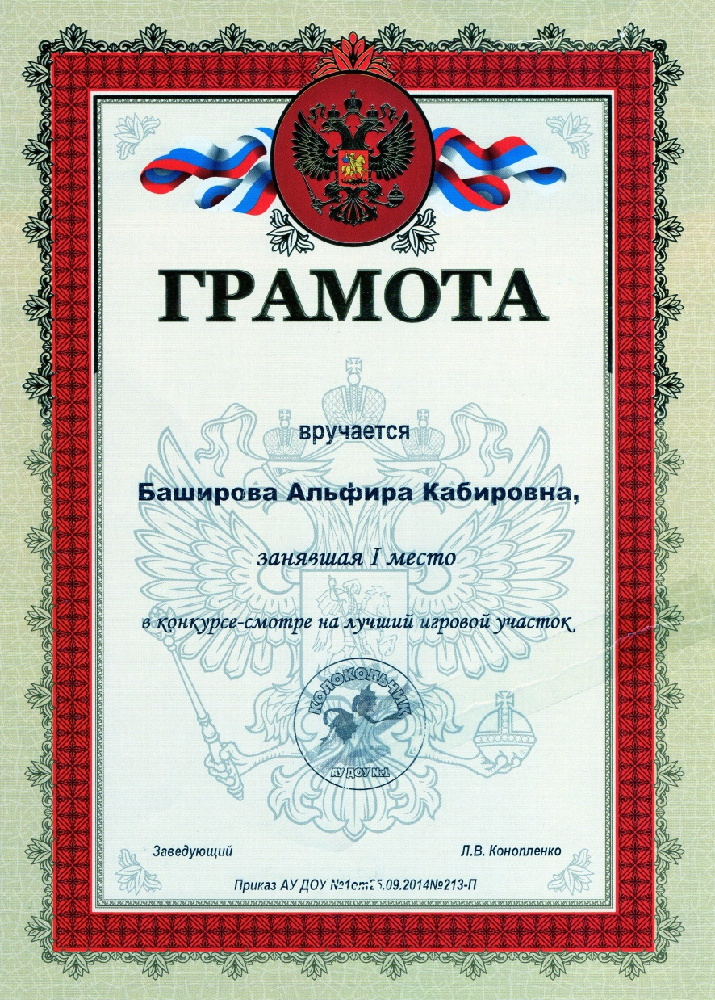 ГРАМОТА
вручается
Баширова Альфира Кабировна,
занявшая I место
в конкурсе-смотре на лучший игровой участок
КОЛОКОЛЬЧИК
АУ ДОУ №1
Заведующий Л.В. Конопленко
Приказ АУ ДОУ №1от25.09.2014№213-П